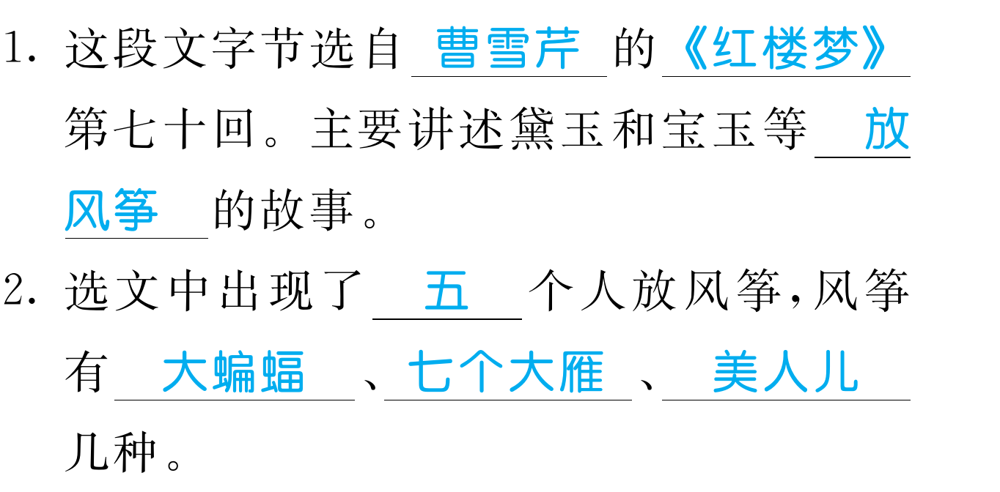 1. 这段文字节选自 曹雪芹 的《红楼梦》
第七十回。主要讲述黛玉和宝玉等 放
风筝 的故事。
2. 选文中出现了 五 个人放风筝,风筝
有 大蝙蝠 、七个大雁 、 美人儿
几种。